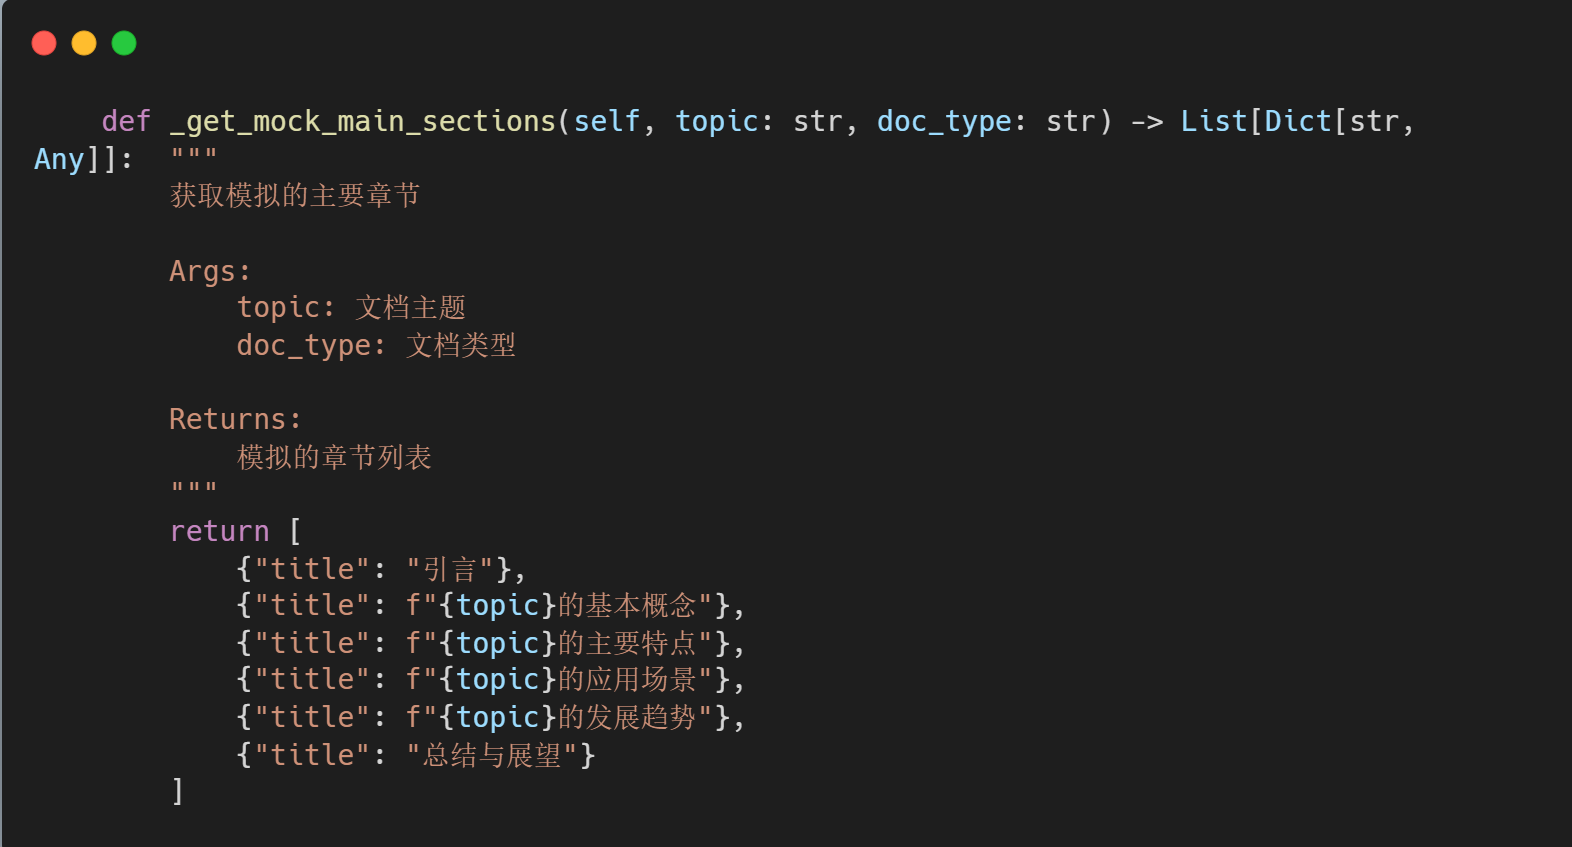 def _get_mock_main_sections(self, topic: str, doc_type: str) -> List[Dict[str,
Any]]:  """
获取模拟的主要章节
Args:
topic: 文档主题
doc_type: 文档类型
Returns:
模拟的章节列表
"""
return [
{"title": "引言"},
{"title": f"{topic}的基本概念"},
{"title": f"{topic}的主要特点"},
{"title": f"{topic}的应用场景"},
{"title": f"{topic}的发展趋势"},
{"title": "总结与展望"}
]